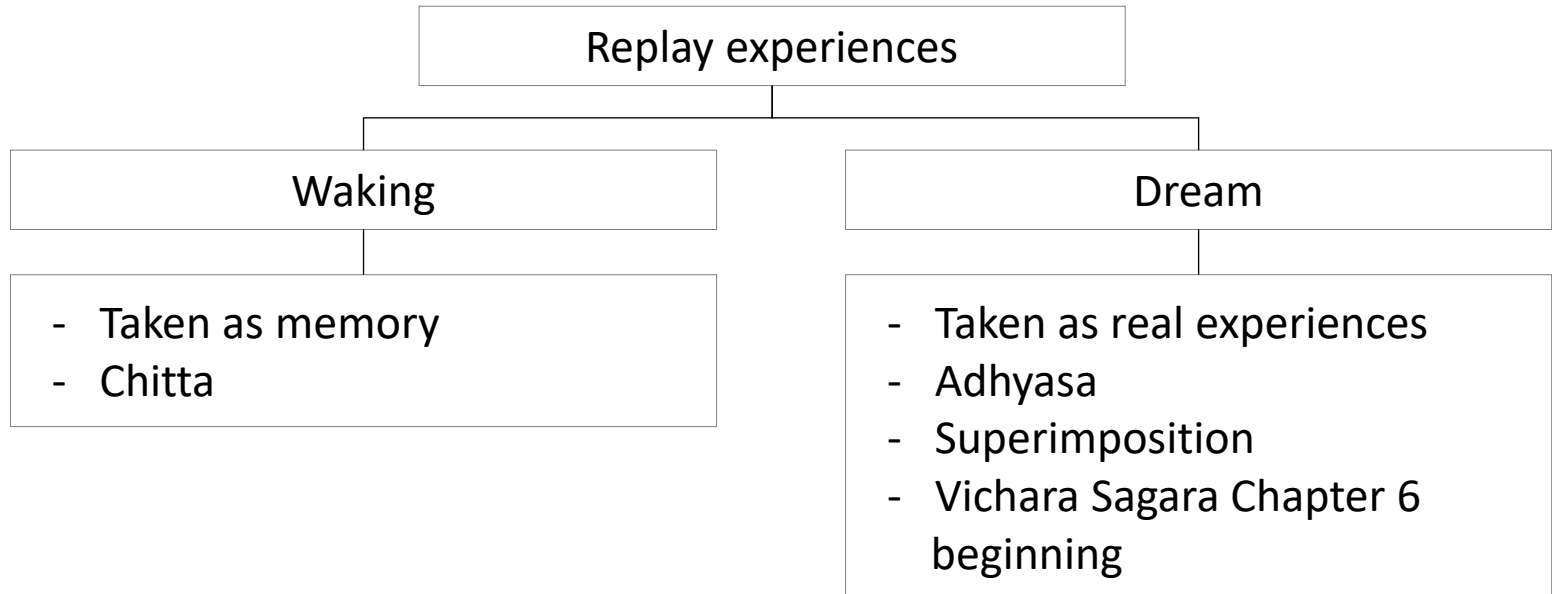 Replay experiences
Waking
- Taken as memory
- Chitta
Dream
- Taken as real experiences
- Adhyasa
- Superimposition
- Vichara Sagara Chapter 6
beginning